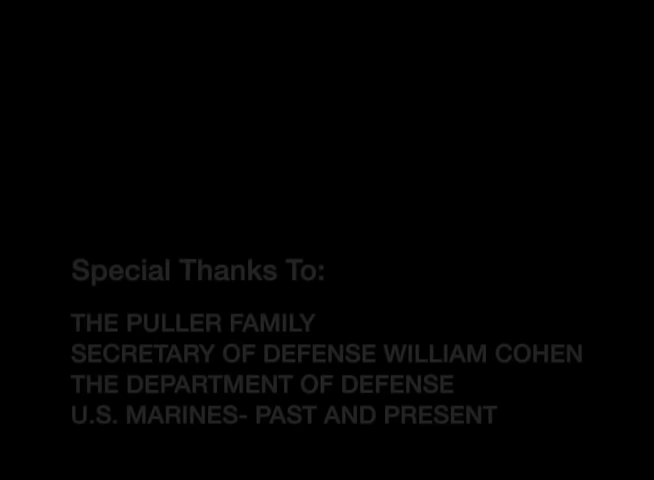 Special Thanks To:
THE PULLER FAMILY
SECRETARY OF DEFENSE WILLIAM COHEN
THE DEPARTMENT OF DEFENSE
U.S. MARINES- PAST AND PRESENT